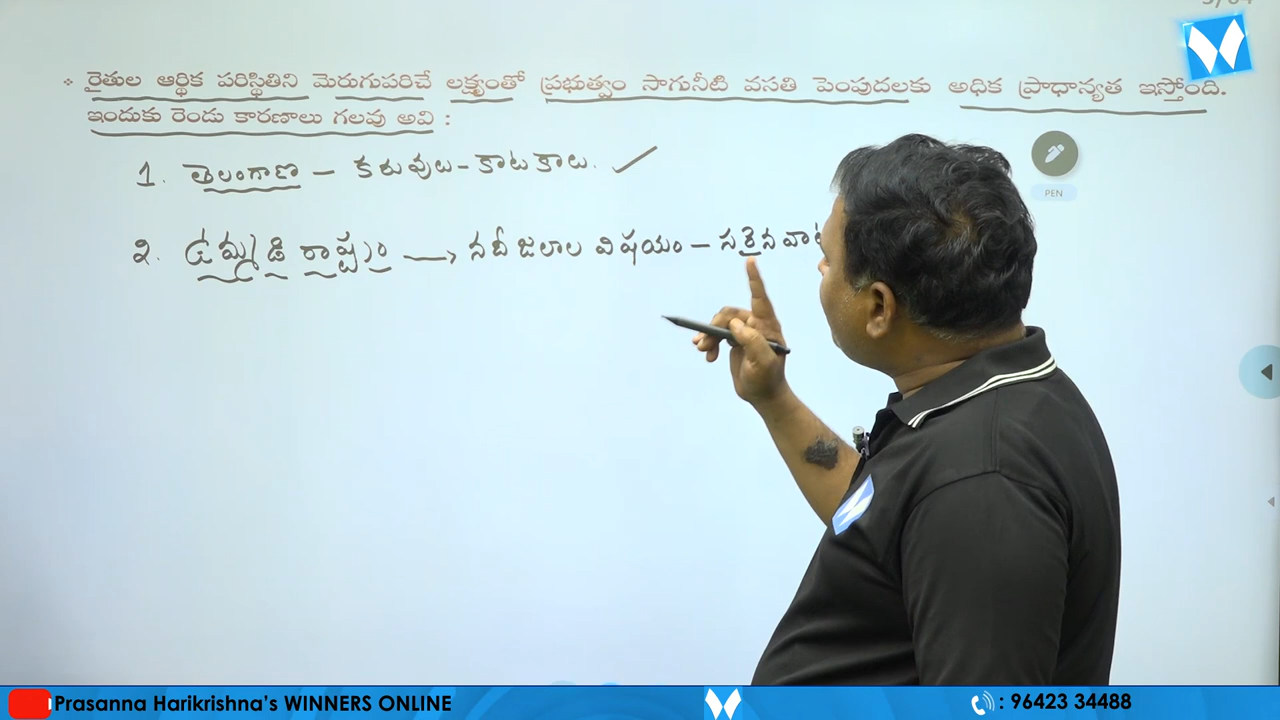 ❖ రైతుల ఆర్థిక పరిస్థితిని మెరుగుపరిచే లక్ష్యంతో ప్రభుత్వం సాగునీటి వసతి పెంపుదలకు అధిక ప్రాధాన్యత ఇస్తోంది.
ఇందుకు రెండు కారణాలు గలవు అవి :
1. తెలంగాణ – కరువులు – కాటకాలు. ✓
PEN
2. ఉమ్మడి రాష్ట్రం → నదీ జలాల విషయం – సరైన
Prasanna Harikrishna's WINNERS ONLINE
: 96423 34488